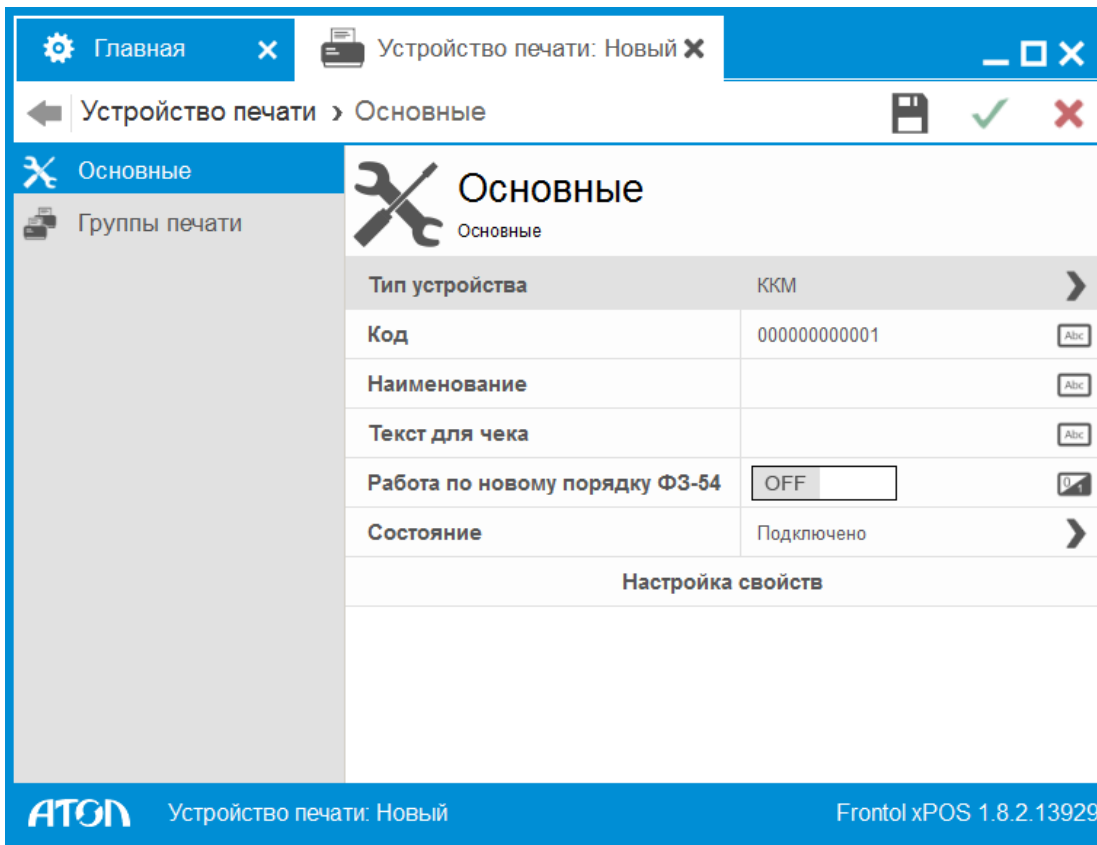 Главная
Устройство печати: Новый
Устройство печати › Основные
Основные
Группы печати
Основные
Основные
Тип устройства ККМ
Код 000000000001 Abc
Наименование Abc
Текст для чека Abc
Работа по новому порядку ФЗ-54 OFF 0/1
Состояние Подключено
Настройка свойств
АТОЛ Устройство печати: Новый Frontol xPOS 1.8.2.13929